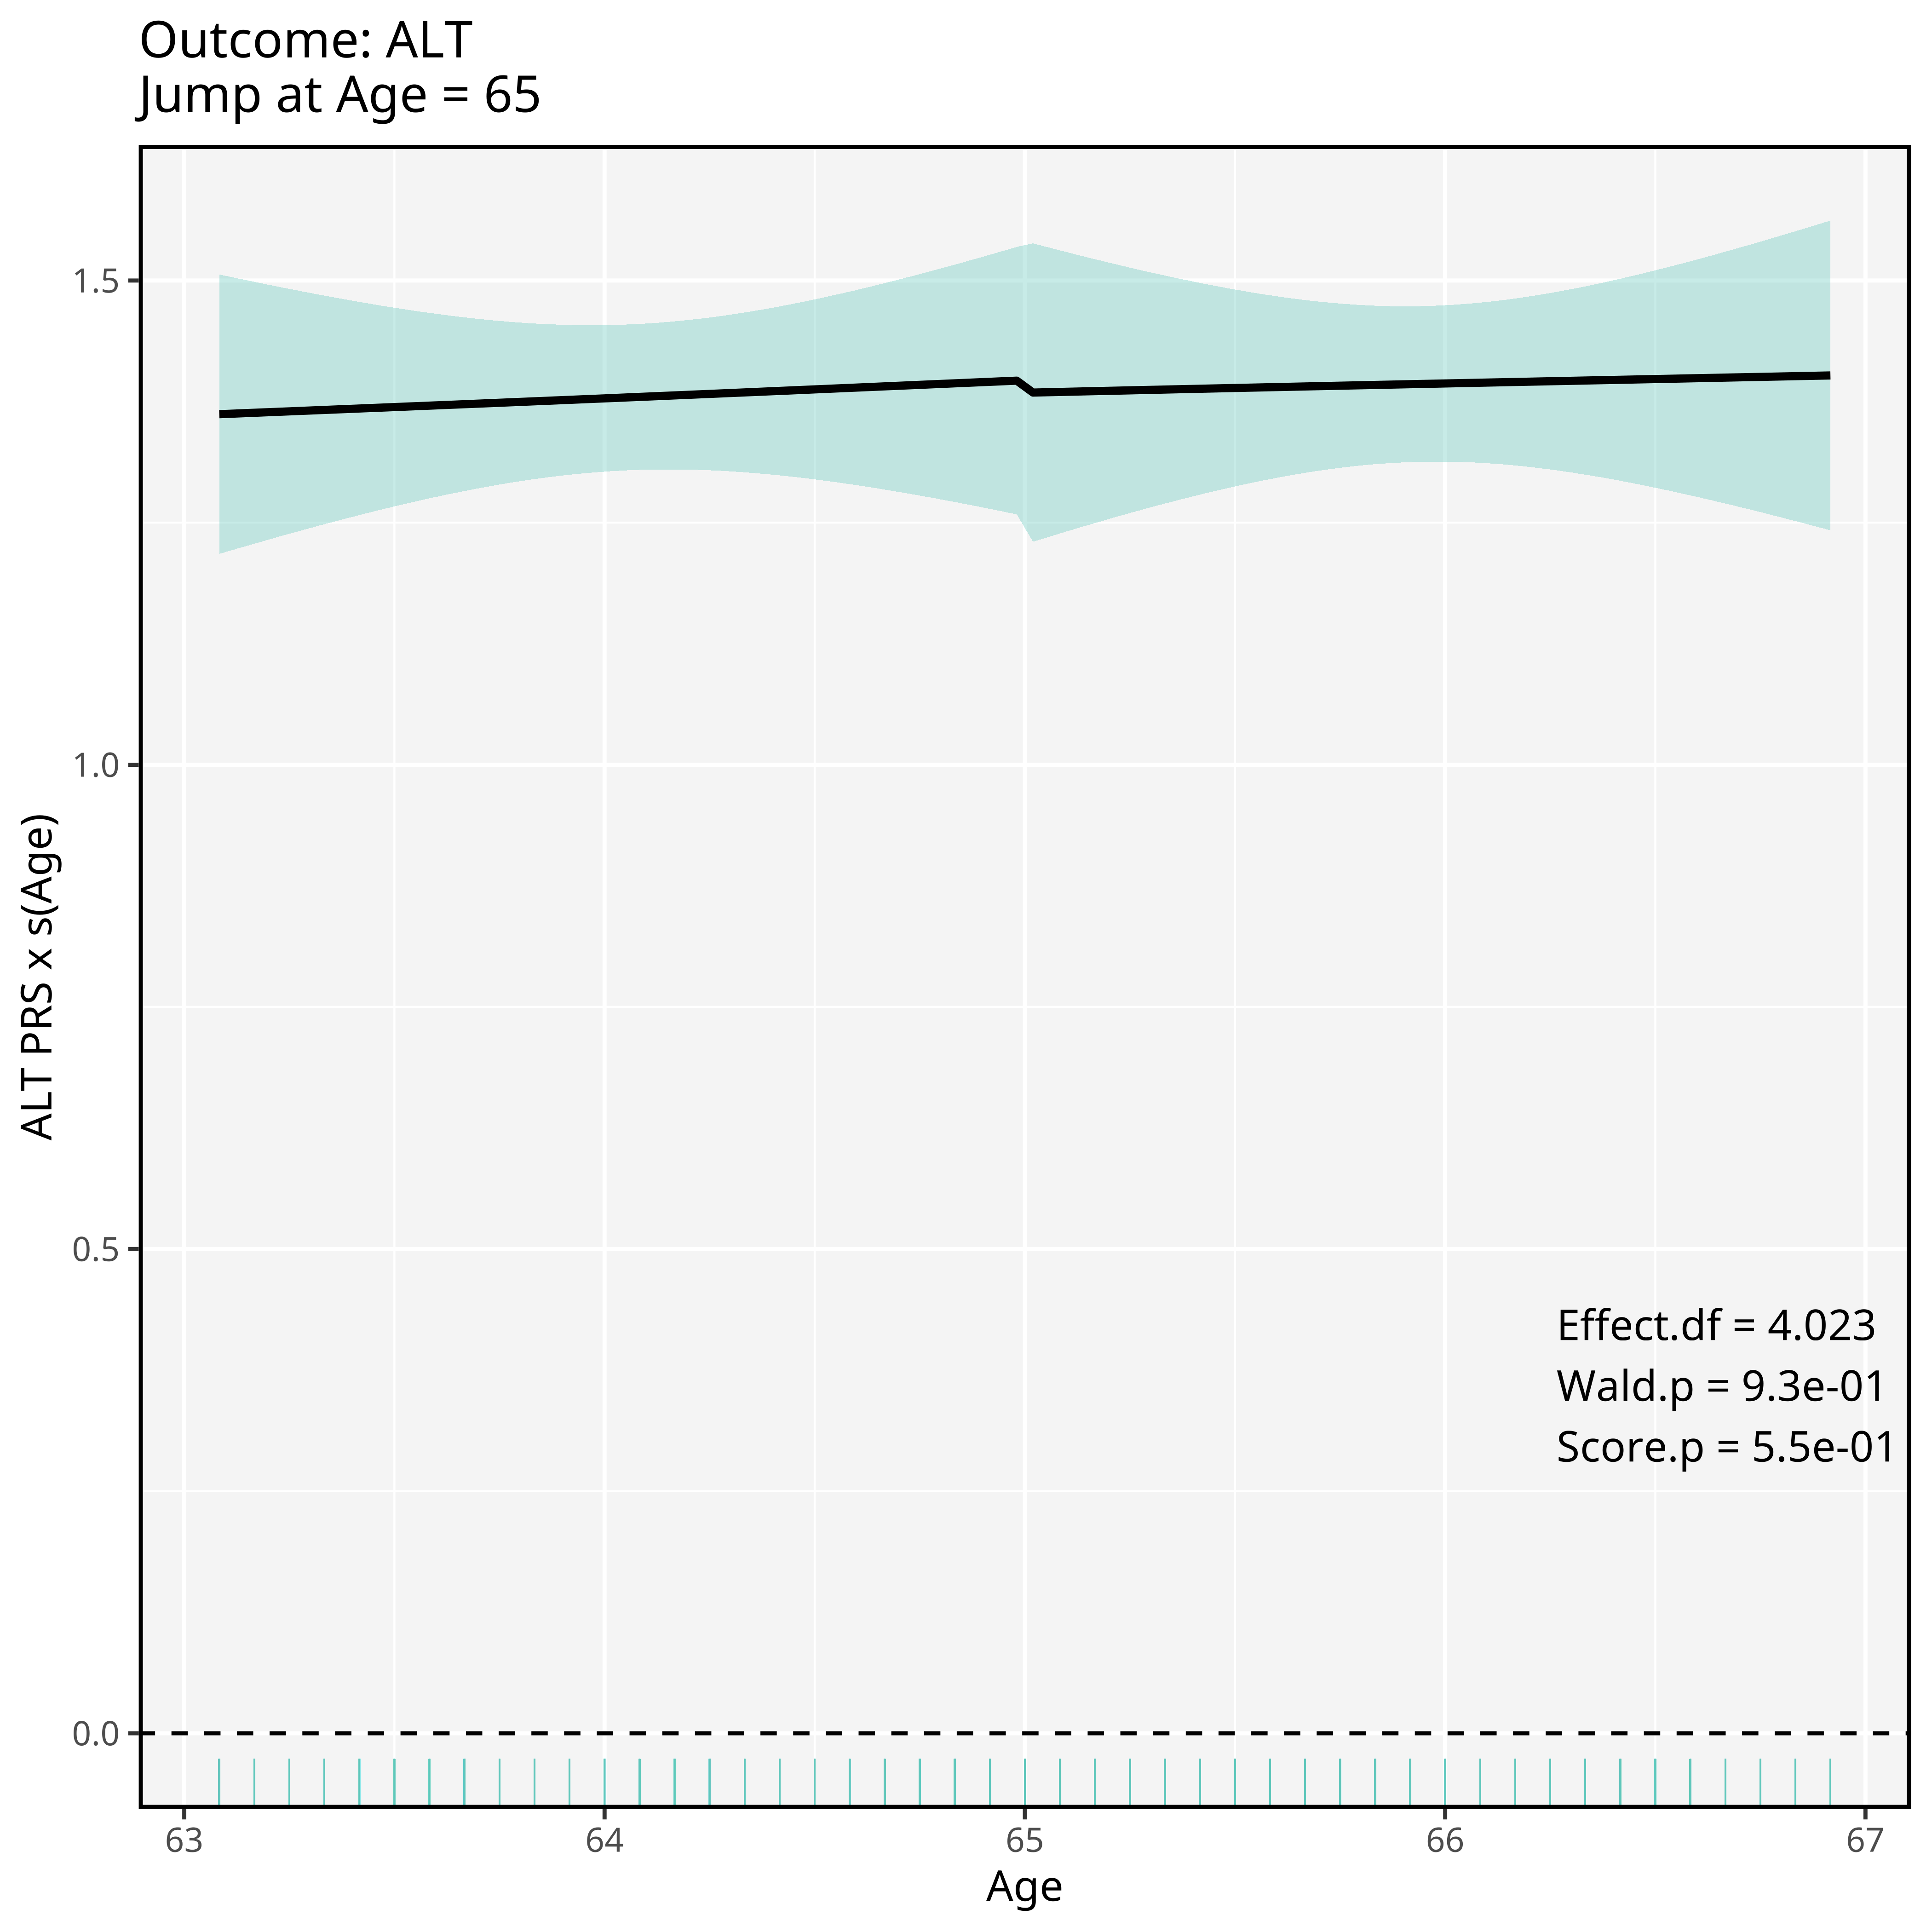 Outcome: ALT
Jump at Age = 65
1.5
1.0
0.5
0.0
ALT PRS x s(Age)
Effect.df = 4.023
Wald.p = 9.3e-01
Score.p = 5.5e-01
63 64 65 66 67
Age